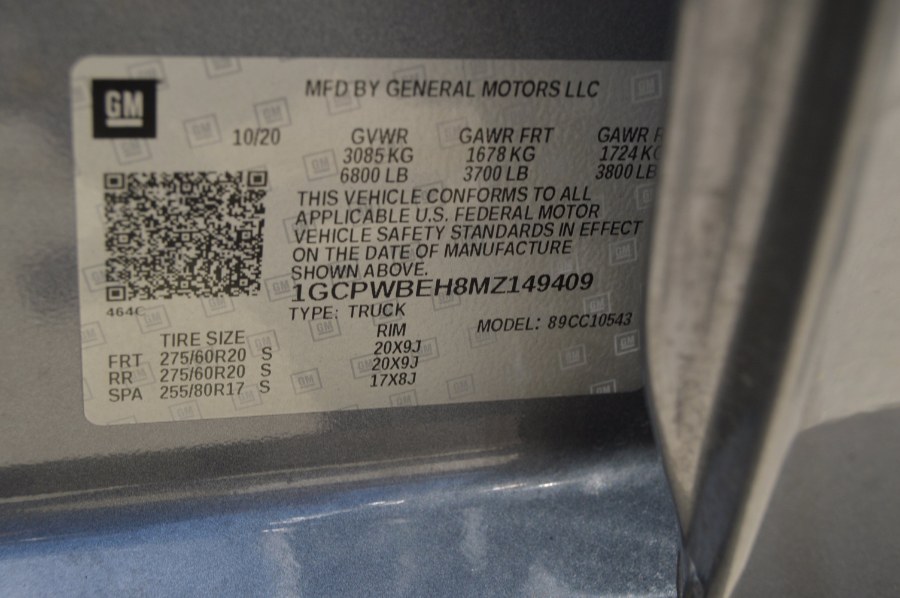 GM
MFD BY GENERAL MOTORS LLC
10/20 GVWR GAWR FRT GAWR
3085 KG 1678 KG 1724
6800 LB 3700 LB 3800 LB
THIS VEHICLE CONFORMS TO ALL
APPLICABLE U.S. FEDERAL MOTOR
VEHICLE SAFETY STANDARDS IN EFFECT
ON THE DATE OF MANUFACTURE
SHOWN ABOVE.
1GCPWBEH8MZ149409
464C
TYPE: TRUCK MODEL: 89CC10543
TIRE SIZE RIM
FRT 275/60R20 S 20X9J
RR 275/60R20 S 20X9J
SPA 255/80R17 S 17X8J